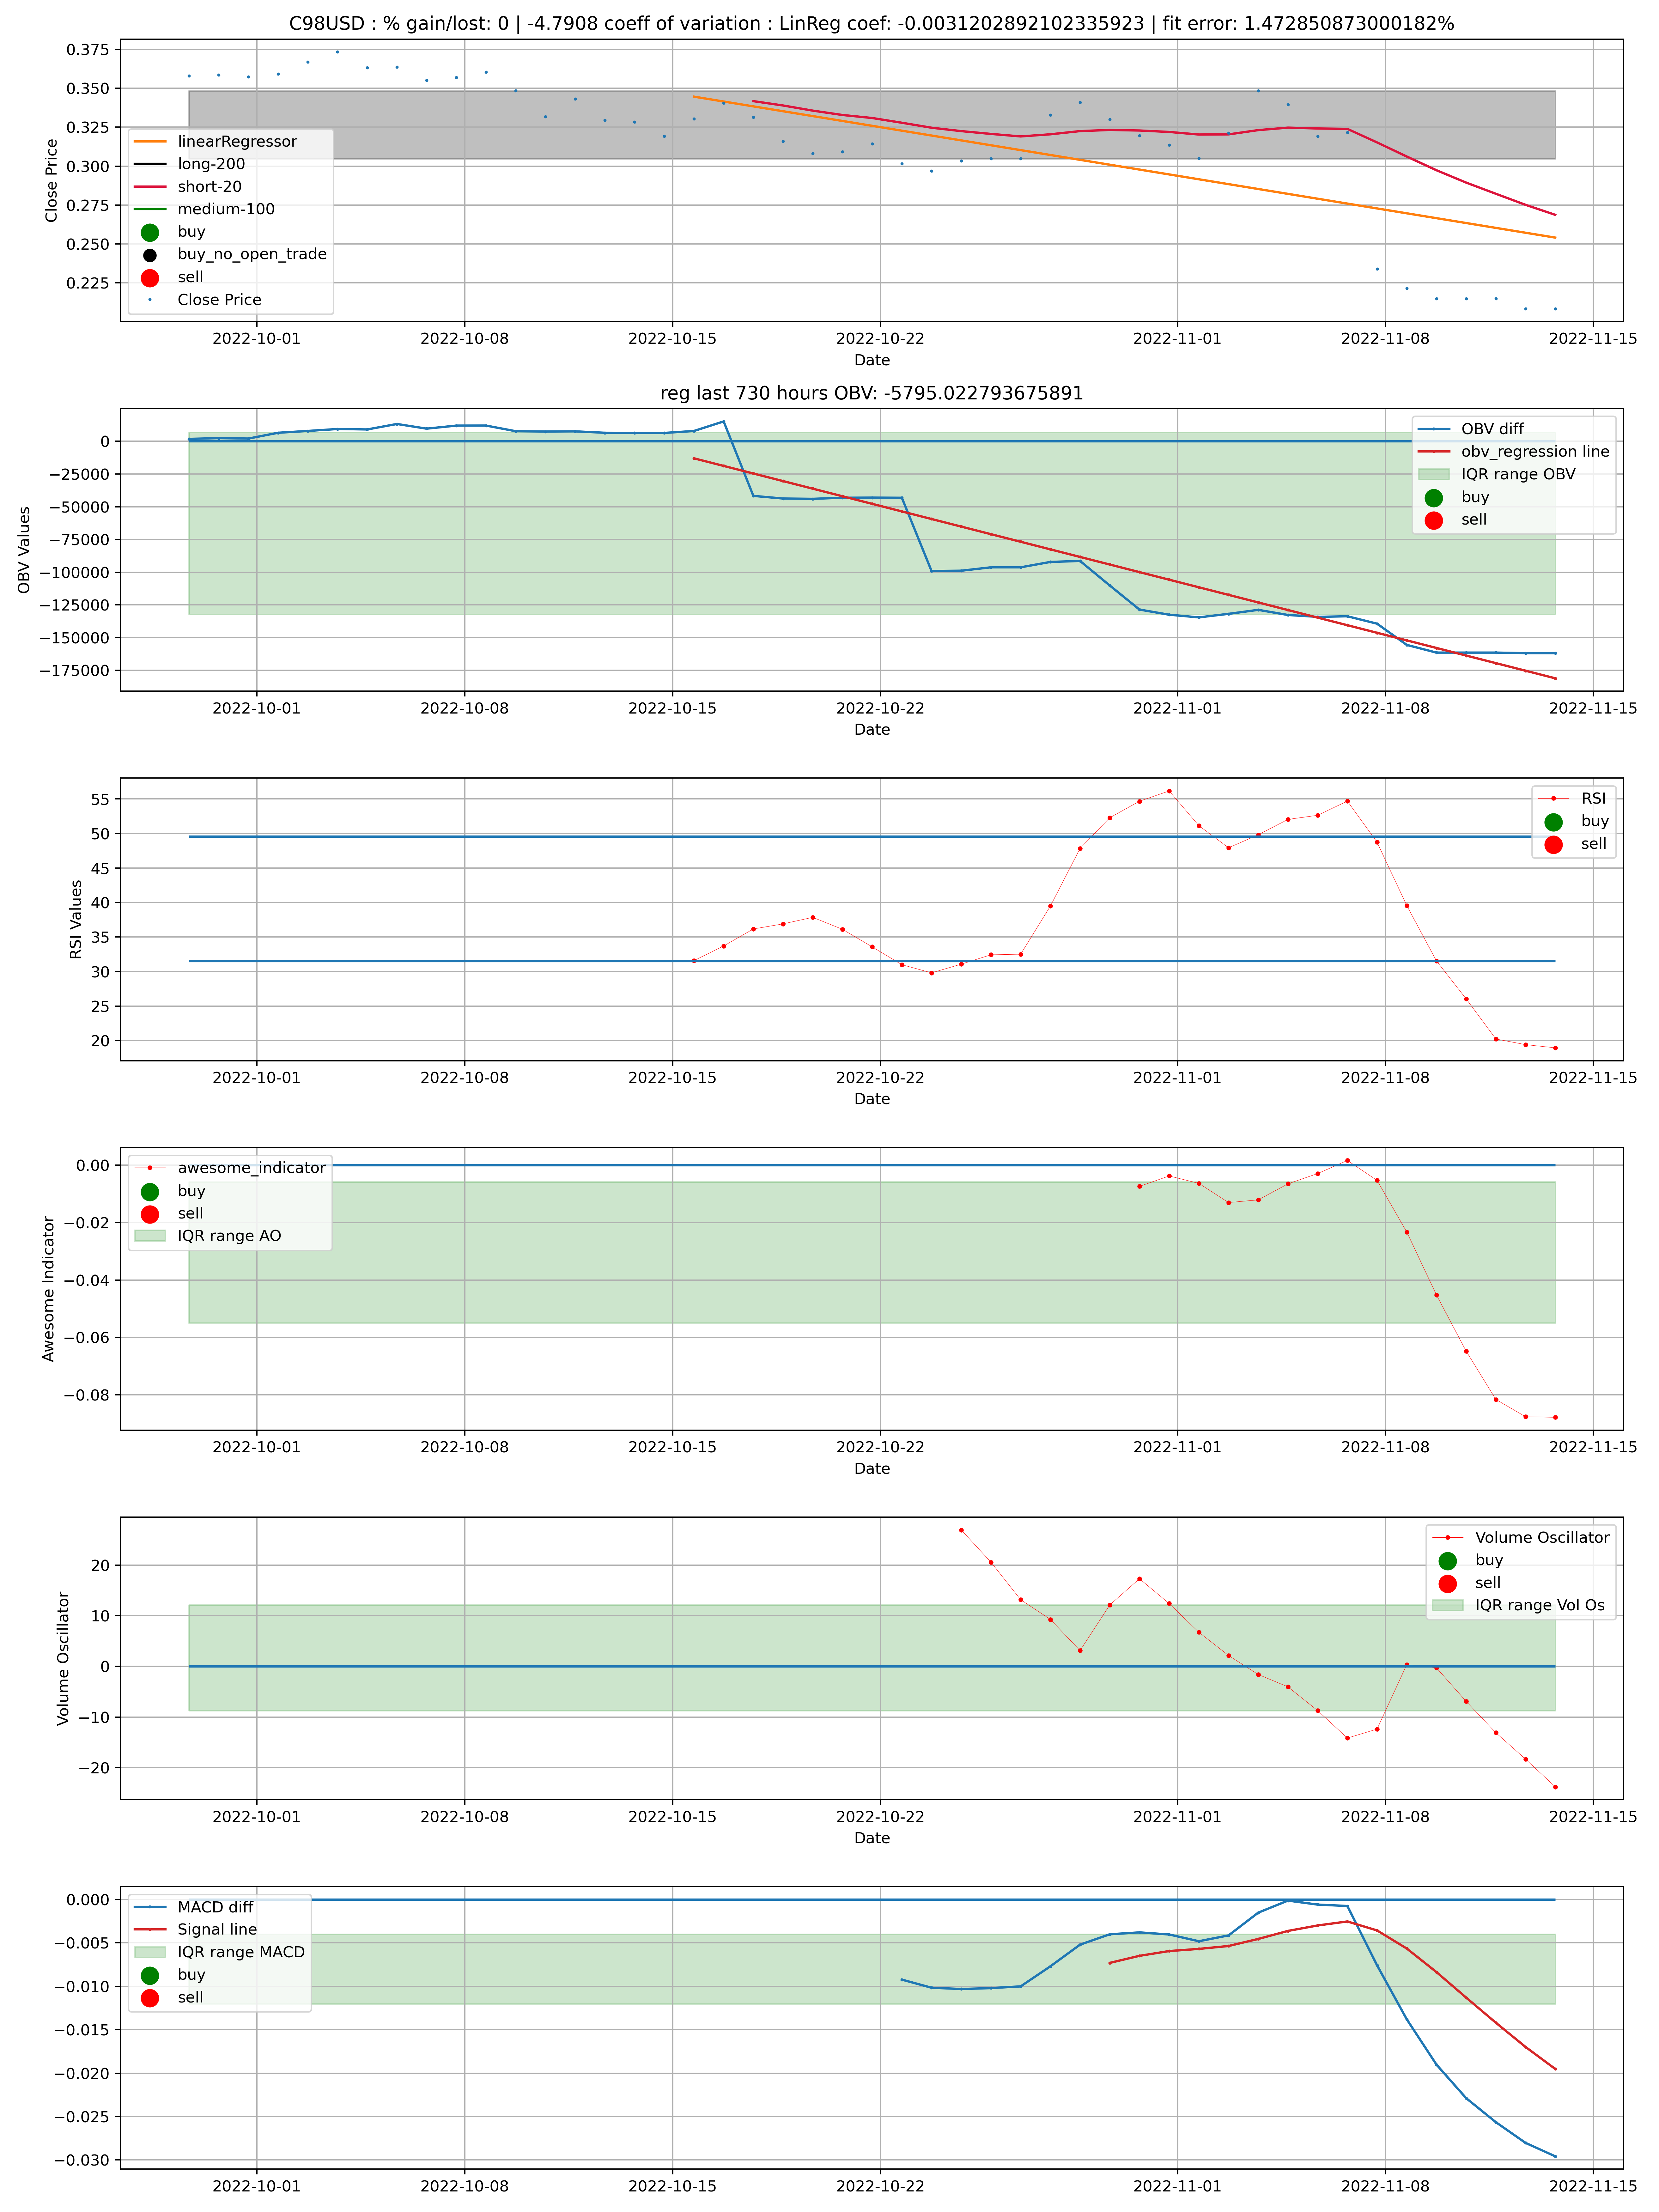 C98USD : % gain/lost: 0 | -4.7908 coeff of variation : LinReg coef: -0.0031202892102335923 | fit error: 1.472850873000182%
0.375
0.350
0.325
0.300
0.275
0.250
0.225
Close Price
linearRegressor
long-200
short-20
medium-100
buy
buy_no_open_trade
sell
Close Price
2022-10-01 2022-10-08 2022-10-15 2022-10-22 2022-11-01 2022-11-08 2022-11-15
Date
reg last 730 hours OBV: -5795.022793675891
0
−25000
−50000
−75000
−100000
−125000
−150000
−175000
OBV Values
OBV diff
obv_regression line
IQR range OBV
buy
sell
2022-10-01 2022-10-08 2022-10-15 2022-10-22 2022-11-01 2022-11-08 2022-11-15
Date
55
50
45
40
35
30
25
20
RSI Values
RSI
buy
sell
2022-10-01 2022-10-08 2022-10-15 2022-10-22 2022-11-01 2022-11-08 2022-11-15
Date
0.00
−0.02
−0.04
−0.06
−0.08
Awesome Indicator
awesome_indicator
buy
sell
IQR range AO
2022-10-01 2022-10-08 2022-10-15 2022-10-22 2022-11-01 2022-11-08 2022-11-15
Date
20
10
0
−10
−20
Volume Oscillator
Volume Oscillator
buy
sell
IQR range Vol Os
2022-10-01 2022-10-08 2022-10-15 2022-10-22 2022-11-01 2022-11-08 2022-11-15
Date
0.000
−0.005
−0.010
−0.015
−0.020
−0.025
−0.030
MACD diff
Signal line
IQR range MACD
buy
sell
2022-10-01 2022-10-08 2022-10-15 2022-10-22 2022-11-01 2022-11-08 2022-11-15